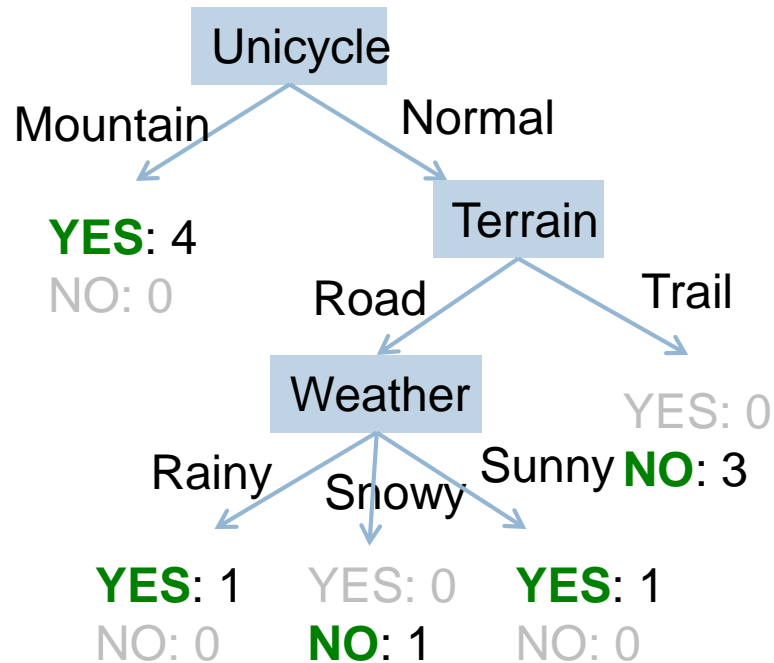 Unicycle
Mountain
Normal
YES: 4
NO: 0
Terrain
Road
Trail
Weather
YES: 0
NO: 3
Rainy
Snowy
Sunny
YES: 1
NO: 0
YES: 0
NO: 1
YES: 1
NO: 0